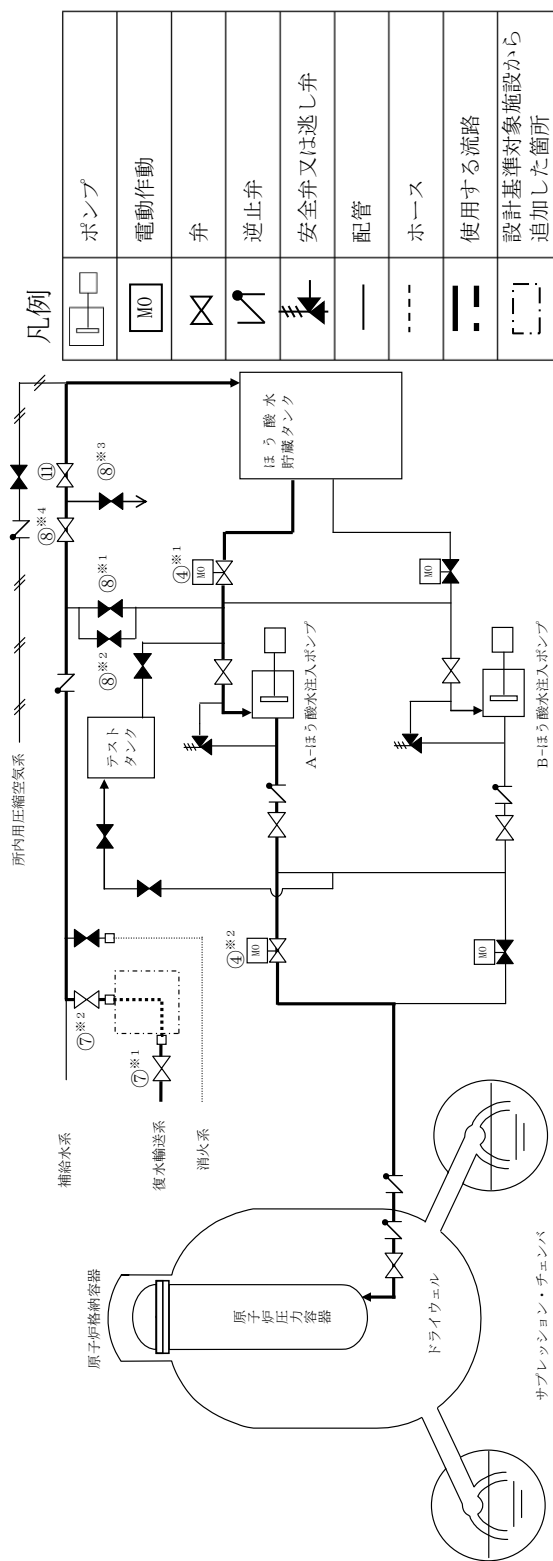 原子炉格納容器
原子炉圧力容器
ドライウェル
サプレッション・チェンバ
補給水系
復水輸送系
消火系
所内用圧縮空気系
⑦※2
⑦※1
④※2
MO
MO
テスト
タンク
⑧※2
⑧※1
⑧※4
⑧※3
⑪
④※1
MO
MO
A-ほう酸水注入ポンプ
B-ほう酸水注入ポンプ
ほう酸水
貯蔵タンク
凡例
ポンプ
MO 電動作動
弁
逆止弁
安全弁又は逃し弁
配管
ホース
使用する流路
設計基準対象施設から
追加した箇所